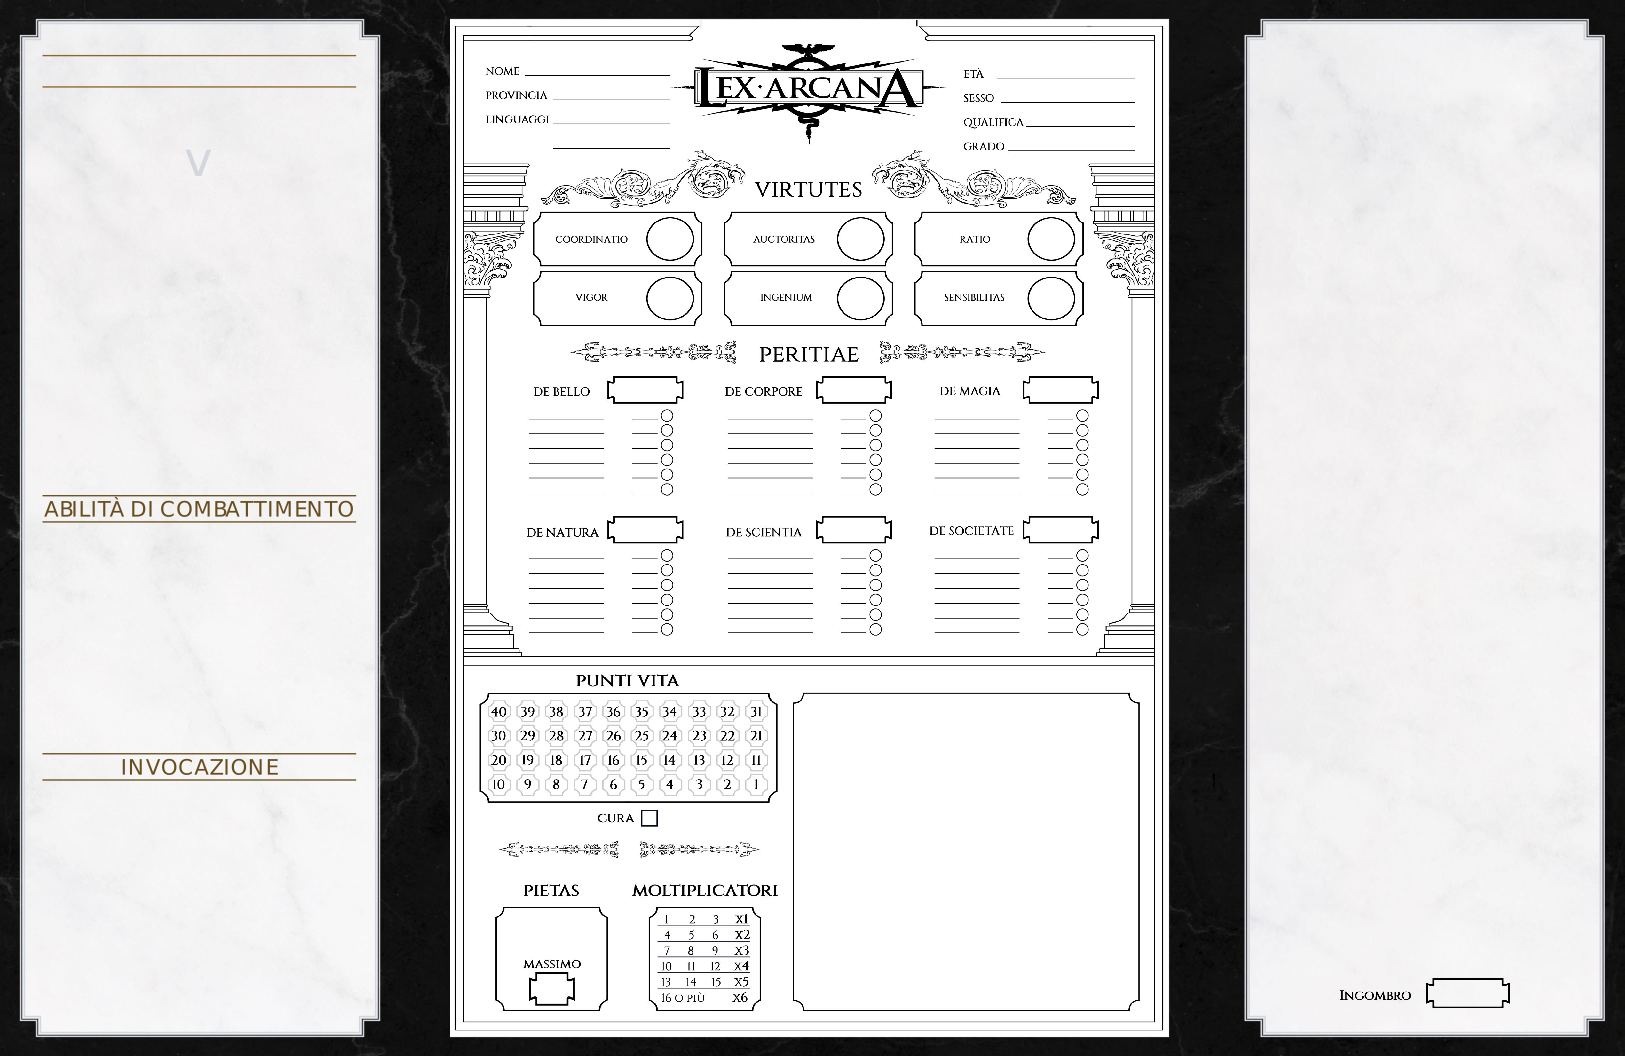 V
ABILITÀ DI COMBATTIMENTO
INVOCAZIONE
NOME
PROVINCIA
LINGUAGGI
LEX·ARCANA
ETÀ
SESSO
QUALIFICA
GRADO
VIRTUTES
COORDINATIO AUCTORITAS RATIO
VIGOR INGENIUM SENSIBILITAS
PERITIAE
DE BELLO DE CORPORE DE MAGIA
DE NATURA DE SCIENTIA DE SOCIETATE
PUNTI VITA
40 39 38 37 36 35 34 33 32 31
30 29 28 27 26 25 24 23 22 21
20 19 18 17 16 15 14 13 12 11
10 9 8 7 6 5 4 3 2 1
CURA
PIETAS
MASSIMO
MOLTIPLICATORI
1 2 3 X1
4 5 6 X2
7 8 9 X3
10 11 12 X4
13 14 15 X5
16 O PIÙ X6
INGOMBRO